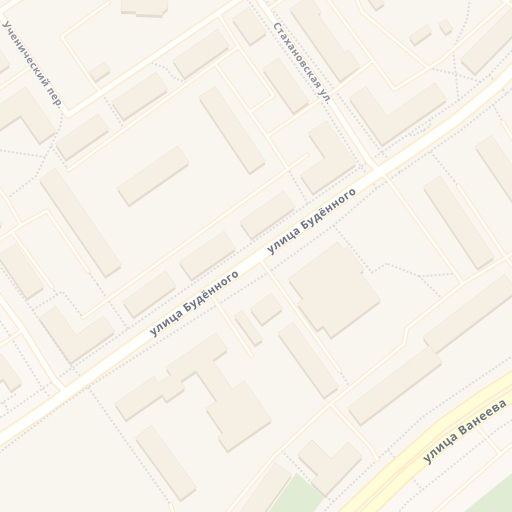 Ученический пер.
Стахановская ул.
улица Будённого
улица Будённого
улица Ванеева